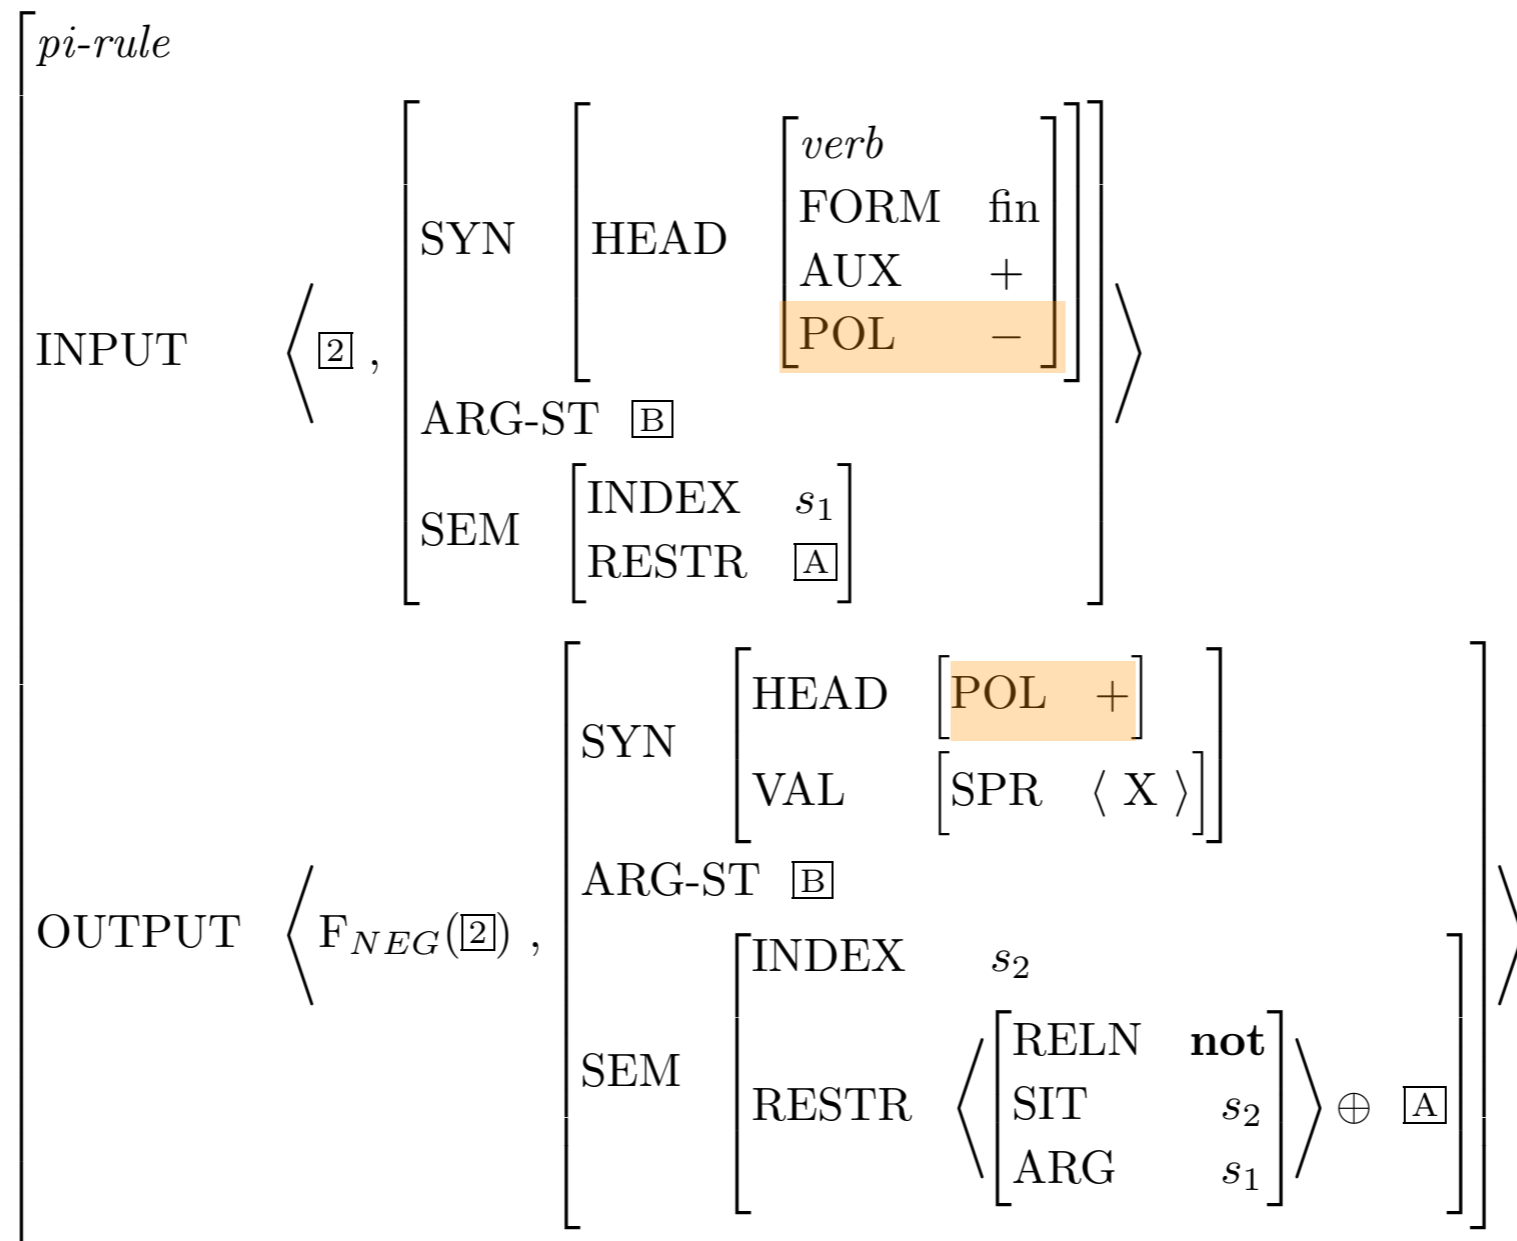 pi-rule
verb
FORM fin
SYN HEAD
AUX +
POL −
INPUT ⟨ 2 , ⟩
ARG-ST B
INDEX s1
SEM
RESTR A
HEAD [POL +]
SYN
VAL [SPR ⟨ X ⟩]
ARG-ST B
OUTPUT ⟨ FNEG(2) , ⟩
INDEX s2
RELN not
SEM
RESTR ⟨ SIT s2 ⟩ ⊕ A
ARG s1